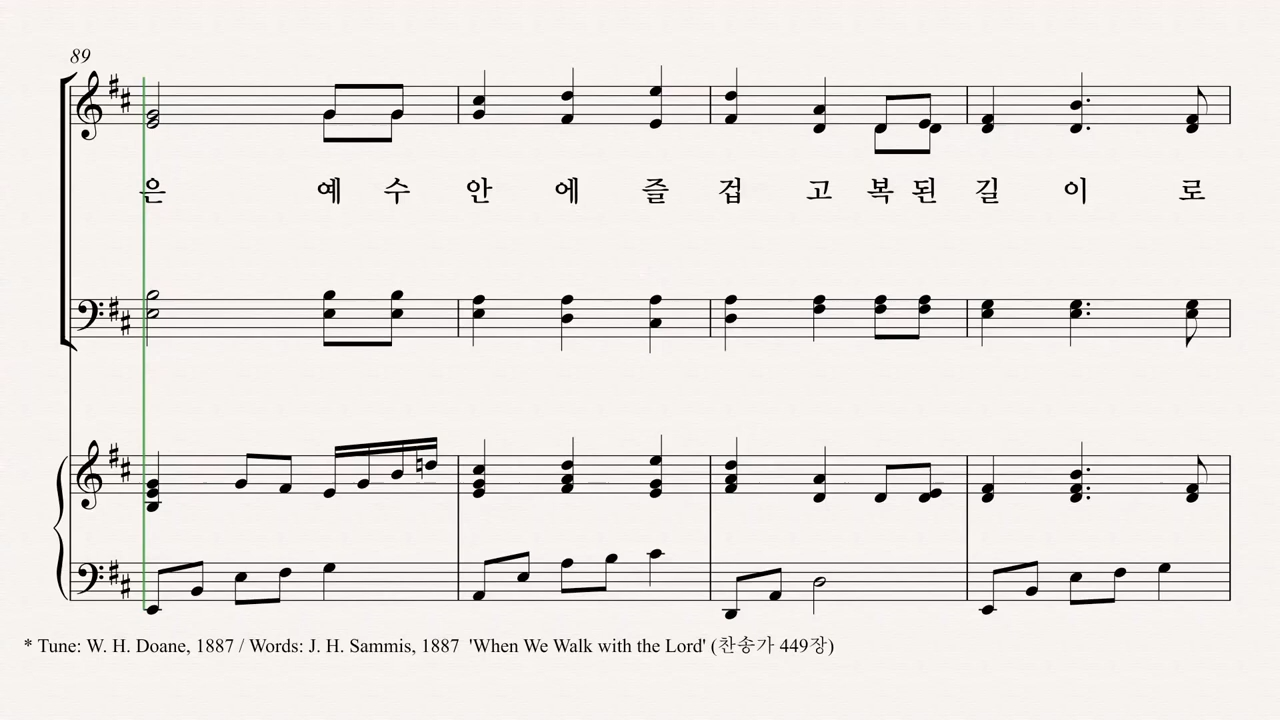 89
은 예 수 안 에 즐 겁 고 복 된 길 이 로
* Tune: W. H. Doane, 1887 / Words: J. H. Sammis, 1887 'When We Walk with the Lord' (찬송가 449장)